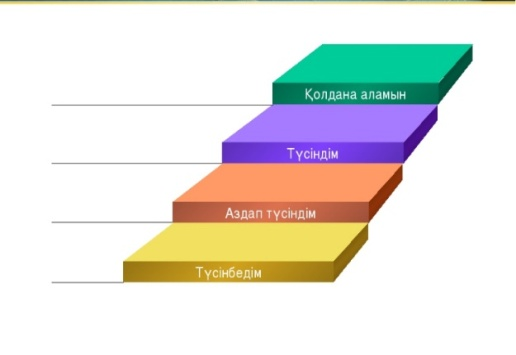 Қолдана аламын
Түсіндім
Аздап түсіндім
Түсінбедім